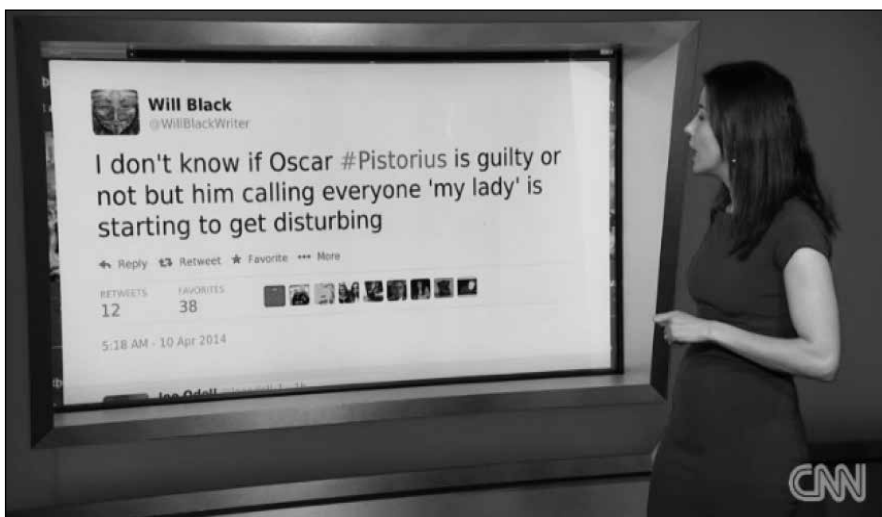 Will Black
@WillBlackWriter
I don't know if Oscar #Pistorius is guilty or
not but him calling everyone 'my lady' is
starting to get disturbing
Reply Retweet Favorite More
RETWEETS FAVORITES
12 38
5:18 AM - 10 Apr 2014
CNN